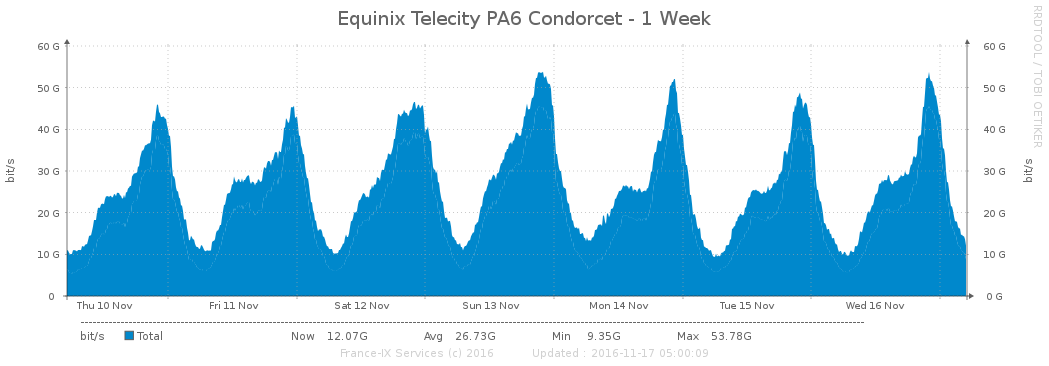 Equinix Telecity PA6 Condorcet - 1 Week
RRDTOOL / TOBI OETIKER
bit/s
60 G 60 G
50 G 50 G
40 G 40 G
30 G 30 G
20 G 20 G
10 G 10 G
0 0 G
bit/s
Thu 10 Nov Fri 11 Nov Sat 12 Nov Sun 13 Nov Mon 14 Nov Tue 15 Nov Wed 16 Nov
bit/s Total Now 12.07G Avg 26.73G Min 9.35G Max 53.78G
France-IX Services (c) 2016 Updated : 2016-11-17 05:00:09